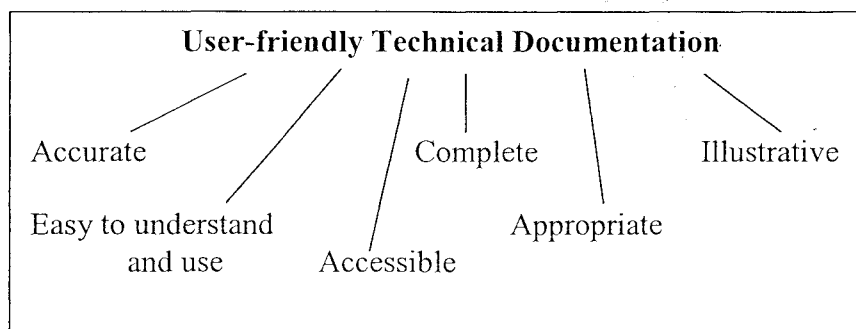 User-friendly Technical Documentation
Accurate
Complete
Illustrative
Easy to understand
and use
Appropriate
Accessible